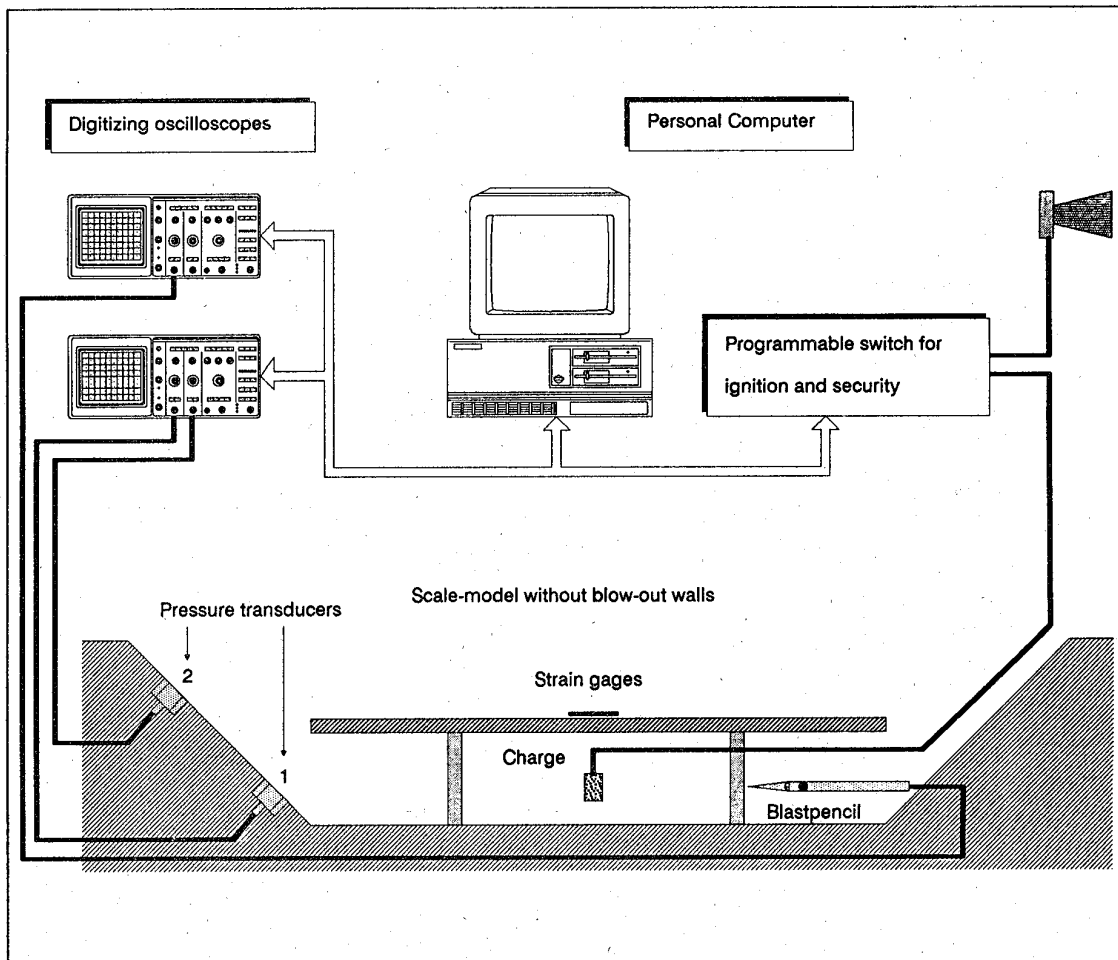 Digitizing oscilloscopes
Personal Computer
Programmable switch for
ignition and security
Scale-model without blow-out walls
Pressure transducers
2
Strain gages
1
Charge
Blastpencil